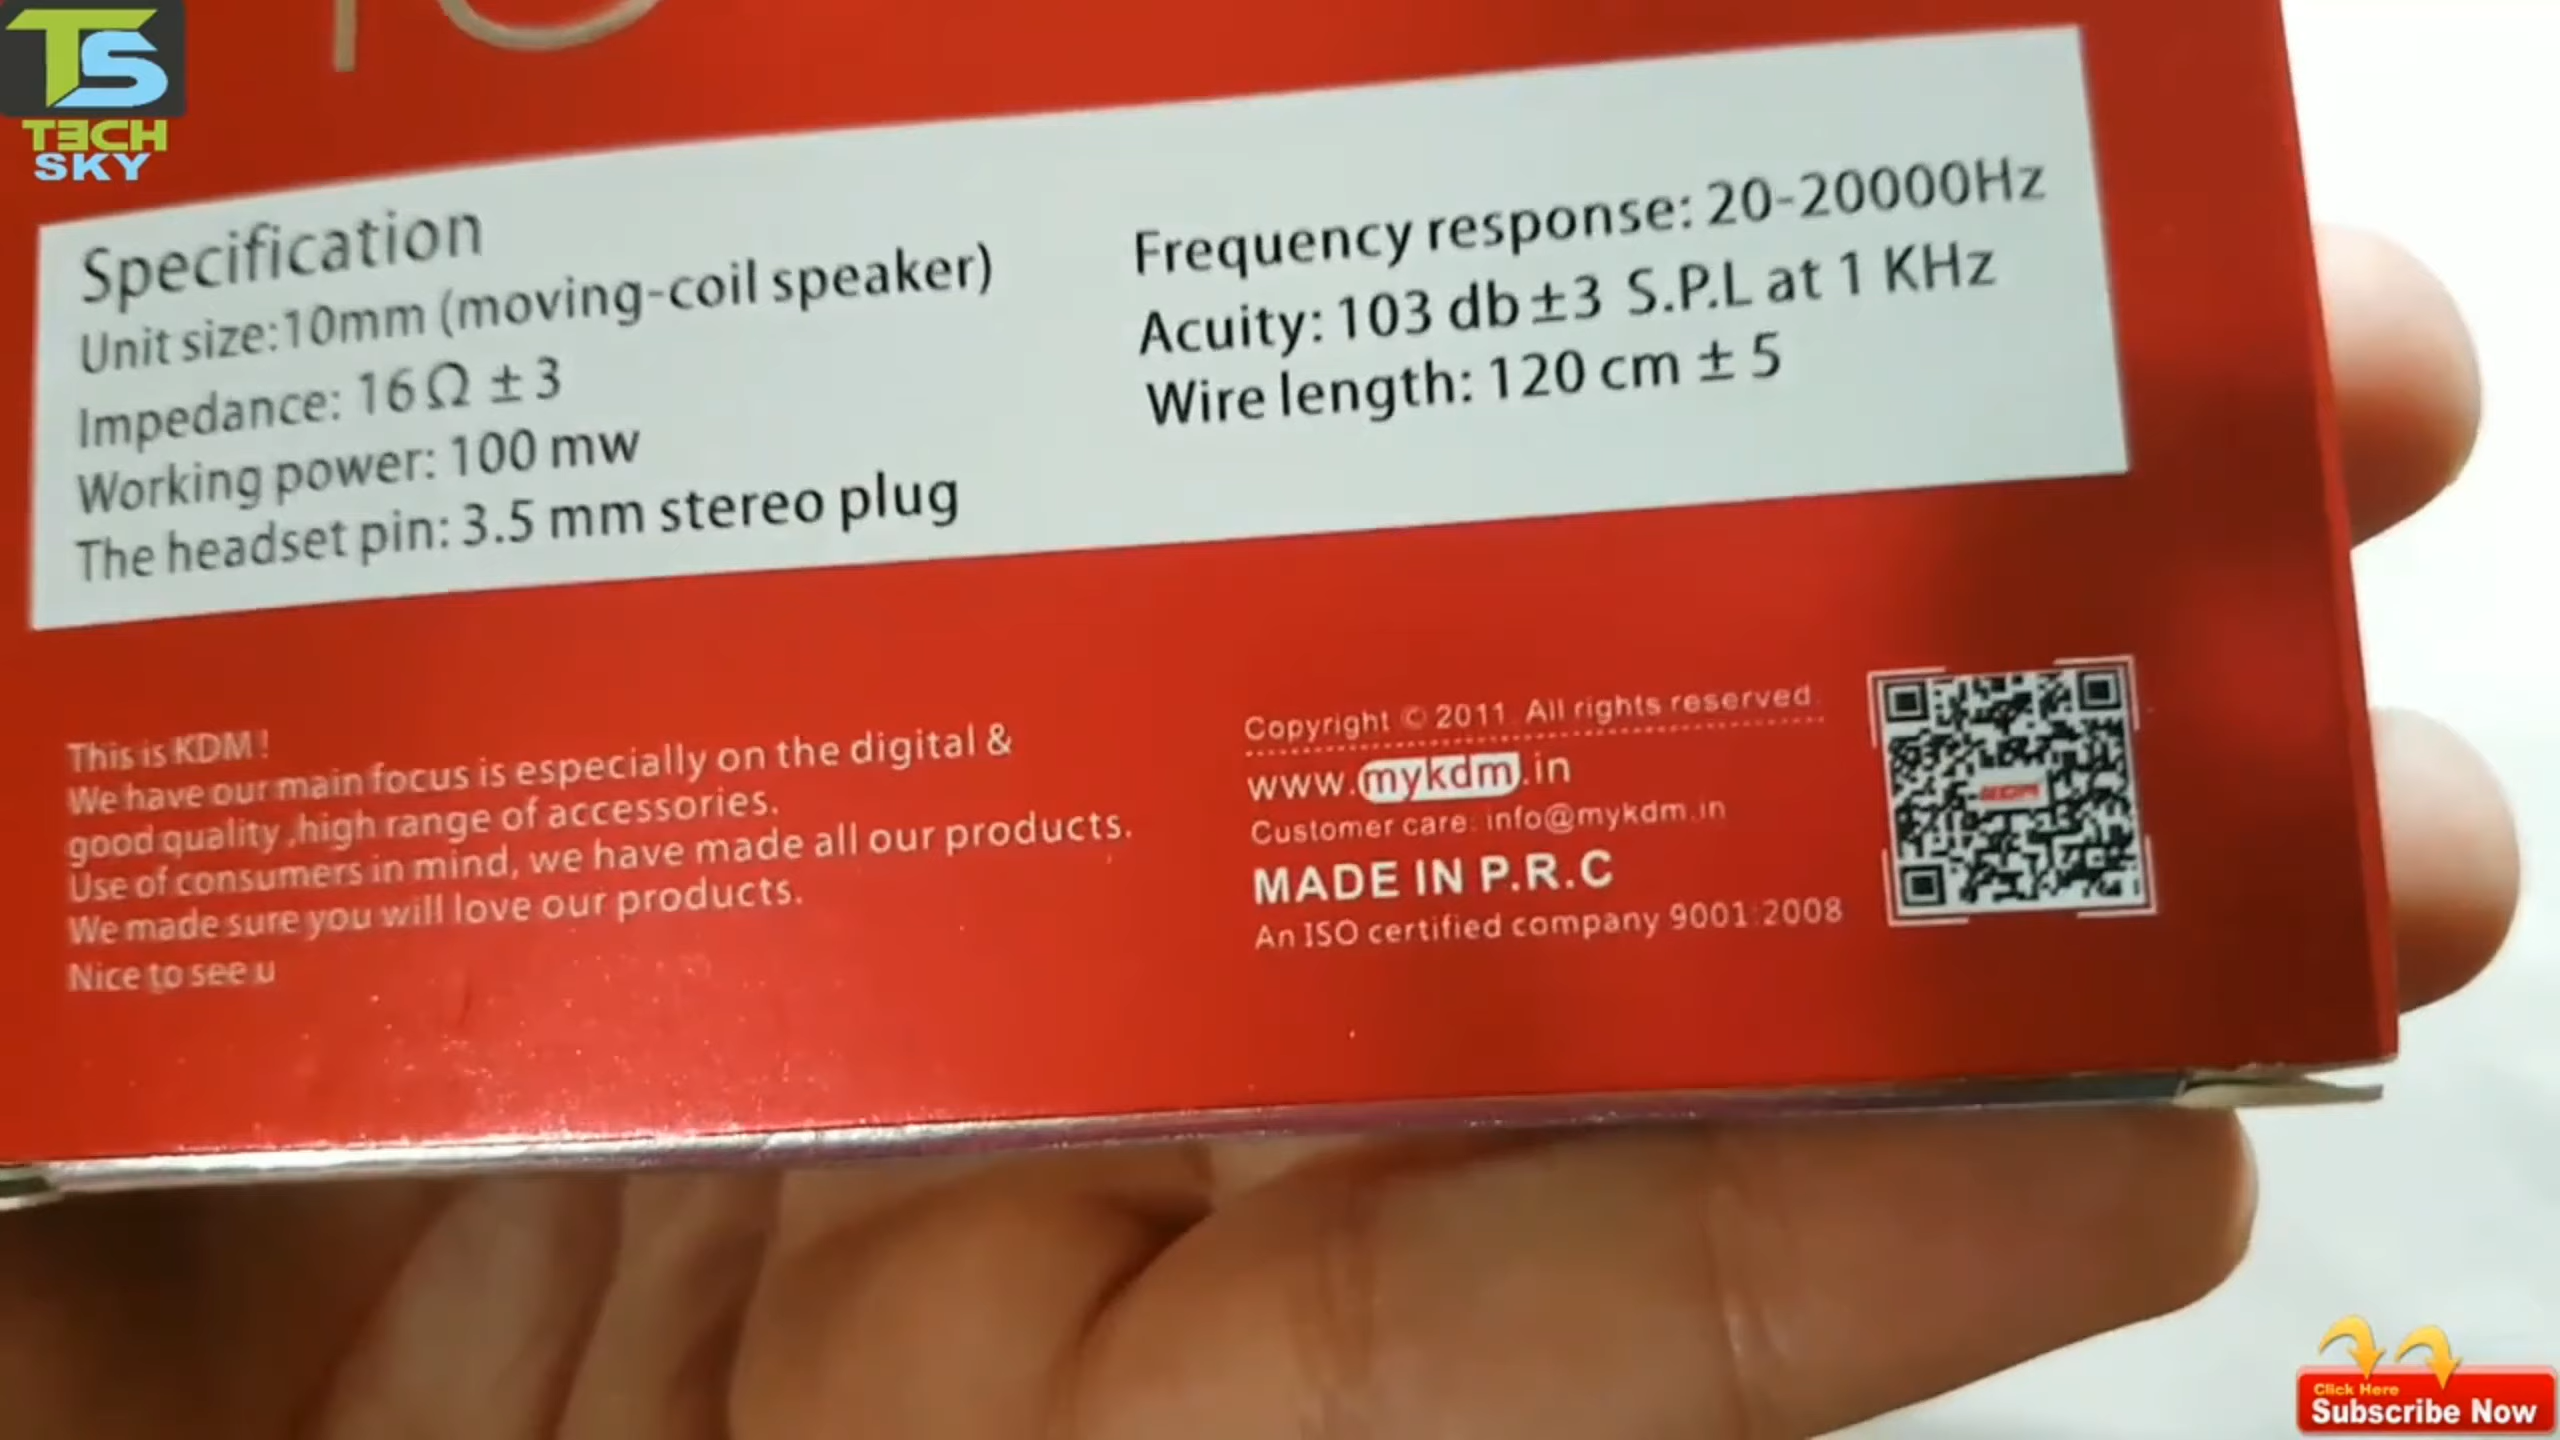 TS
TECH
SKY
Specification
Unit size:10mm (moving-coil speaker)
Impedance: 16Ω ±3
Working power: 100 mw
The headset pin: 3.5 mm stereo plug
Frequency response: 20-20000Hz
Acuity: 103 db±3 S.P.L at 1 KHz
Wire length: 120 cm ± 5
This is KDM!
We have our main focus is especially on the digital &
good quality ,high range of accessories.
Use of consumers in mind, we have made all our products.
We made sure you will love our products.
Nice to see u
Copyright © 2011. All rights reserved.
www.mykdm.in
Customer care: info@mykdm.in
MADE IN P.R.C
An ISO certified company 9001:2008
KDM
Click Here
Subscribe Now